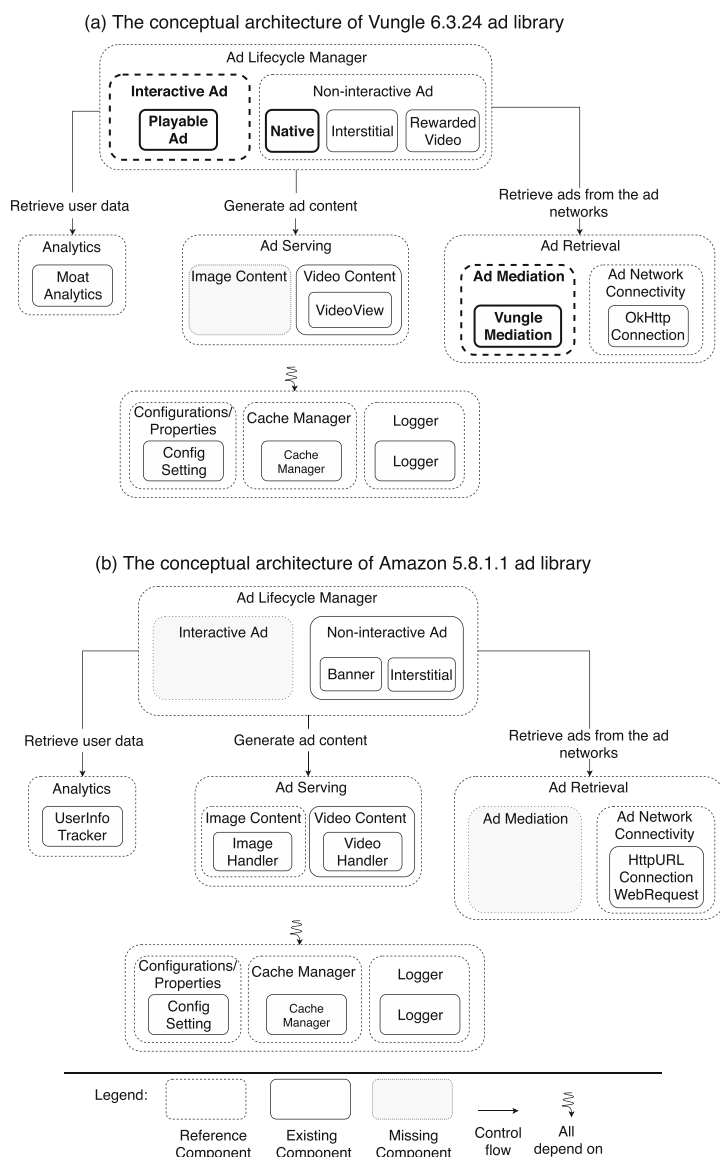 (a) The conceptual architecture of Vungle 6.3.24 ad library
Ad Lifecycle Manager
Interactive Ad
Playable
Ad
Non-interactive Ad
Native
Interstitial
Rewarded
Video
Retrieve user data
Generate ad content
Retrieve ads from the ad
networks
Analytics
Moat
Analytics
Ad Serving
Image Content
Video Content
VideoView
Ad Retrieval
Ad Mediation
Vungle
Mediation
Ad Network
Connectivity
OkHttp
Connection
Configurations/
Properties
Config
Setting
Cache Manager
Cache
Manager
Logger
Logger
(b) The conceptual architecture of Amazon 5.8.1.1 ad library
Ad Lifecycle Manager
Interactive Ad
Non-interactive Ad
Banner
Interstitial
Retrieve user data
Generate ad content
Retrieve ads from the ad
networks
Analytics
UserInfo
Tracker
Ad Serving
Image Content
Image
Handler
Video Content
Video
Handler
Ad Retrieval
Ad Mediation
Ad Network
Connectivity
HttpURL
Connection
WebRequest
Configurations/
Properties
Config
Setting
Cache Manager
Cache
Manager
Logger
Logger
Legend:
Reference
Component
Existing
Component
Missing
Component
Control
flow
All
depend on